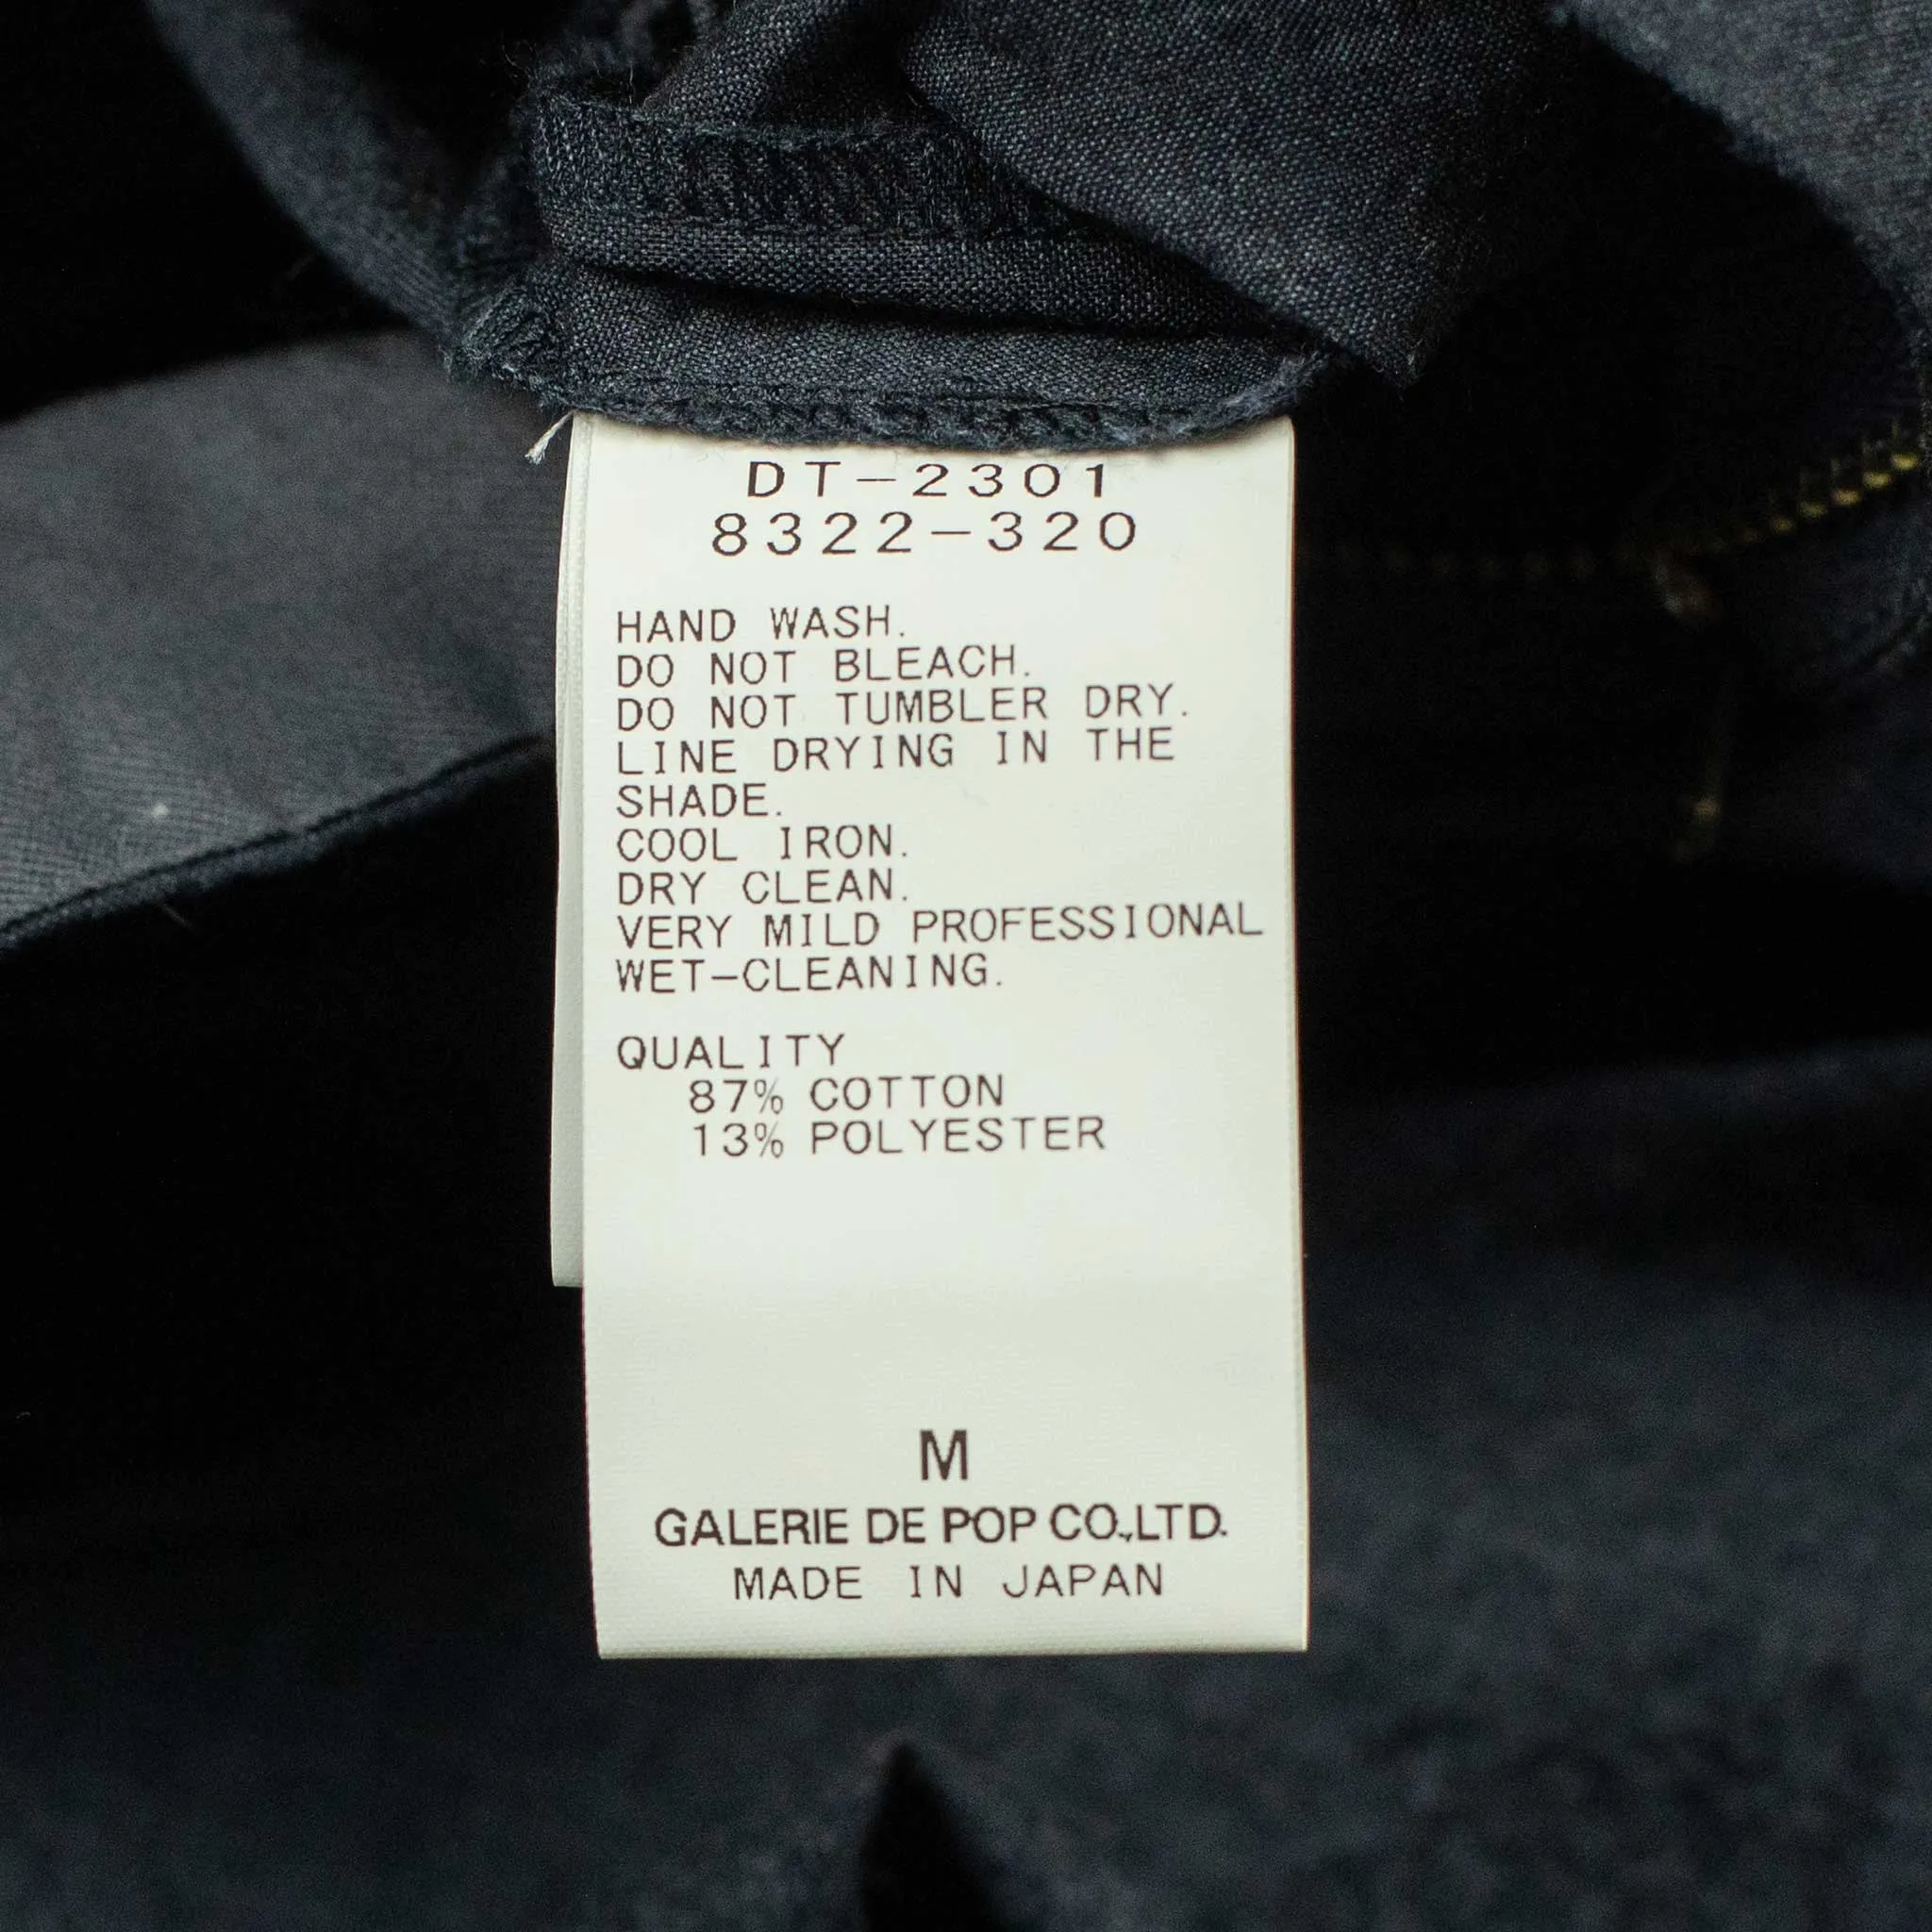 DT-2301
8322-320
HAND WASH.
DO NOT BLEACH.
DO NOT TUMBLER DRY.
LINE DRYING IN THE
SHADE.
COOL IRON.
DRY CLEAN.
VERY MILD PROFESSIONAL
WET-CLEANING.
QUALITY
87% COTTON
13% POLYESTER
M
GALERIE DE POP CO.,LTD.
MADE IN JAPAN